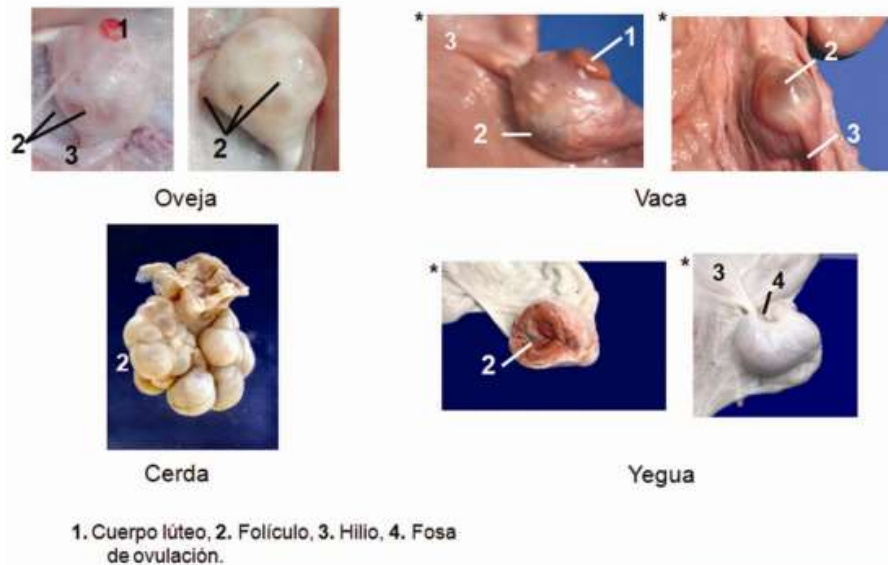 * *
1 3 1 2
2 2 2 3
3
Oveja Vaca
* *
3 4
2 2
Cerda Yegua
1. Cuerpo lúteo, 2. Folículo, 3. Hilio, 4. Fosa
de ovulación.